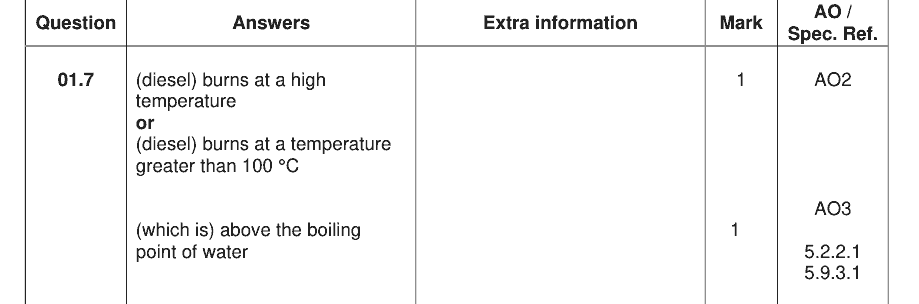 Question Answers Extra information Mark AO /
Spec. Ref.
01.7 (diesel) burns at a high 1 AO2
temperature
or
(diesel) burns at a temperature
greater than 100 °C
AO3
(which is) above the boiling 1
point of water 5.2.2.1
5.9.3.1